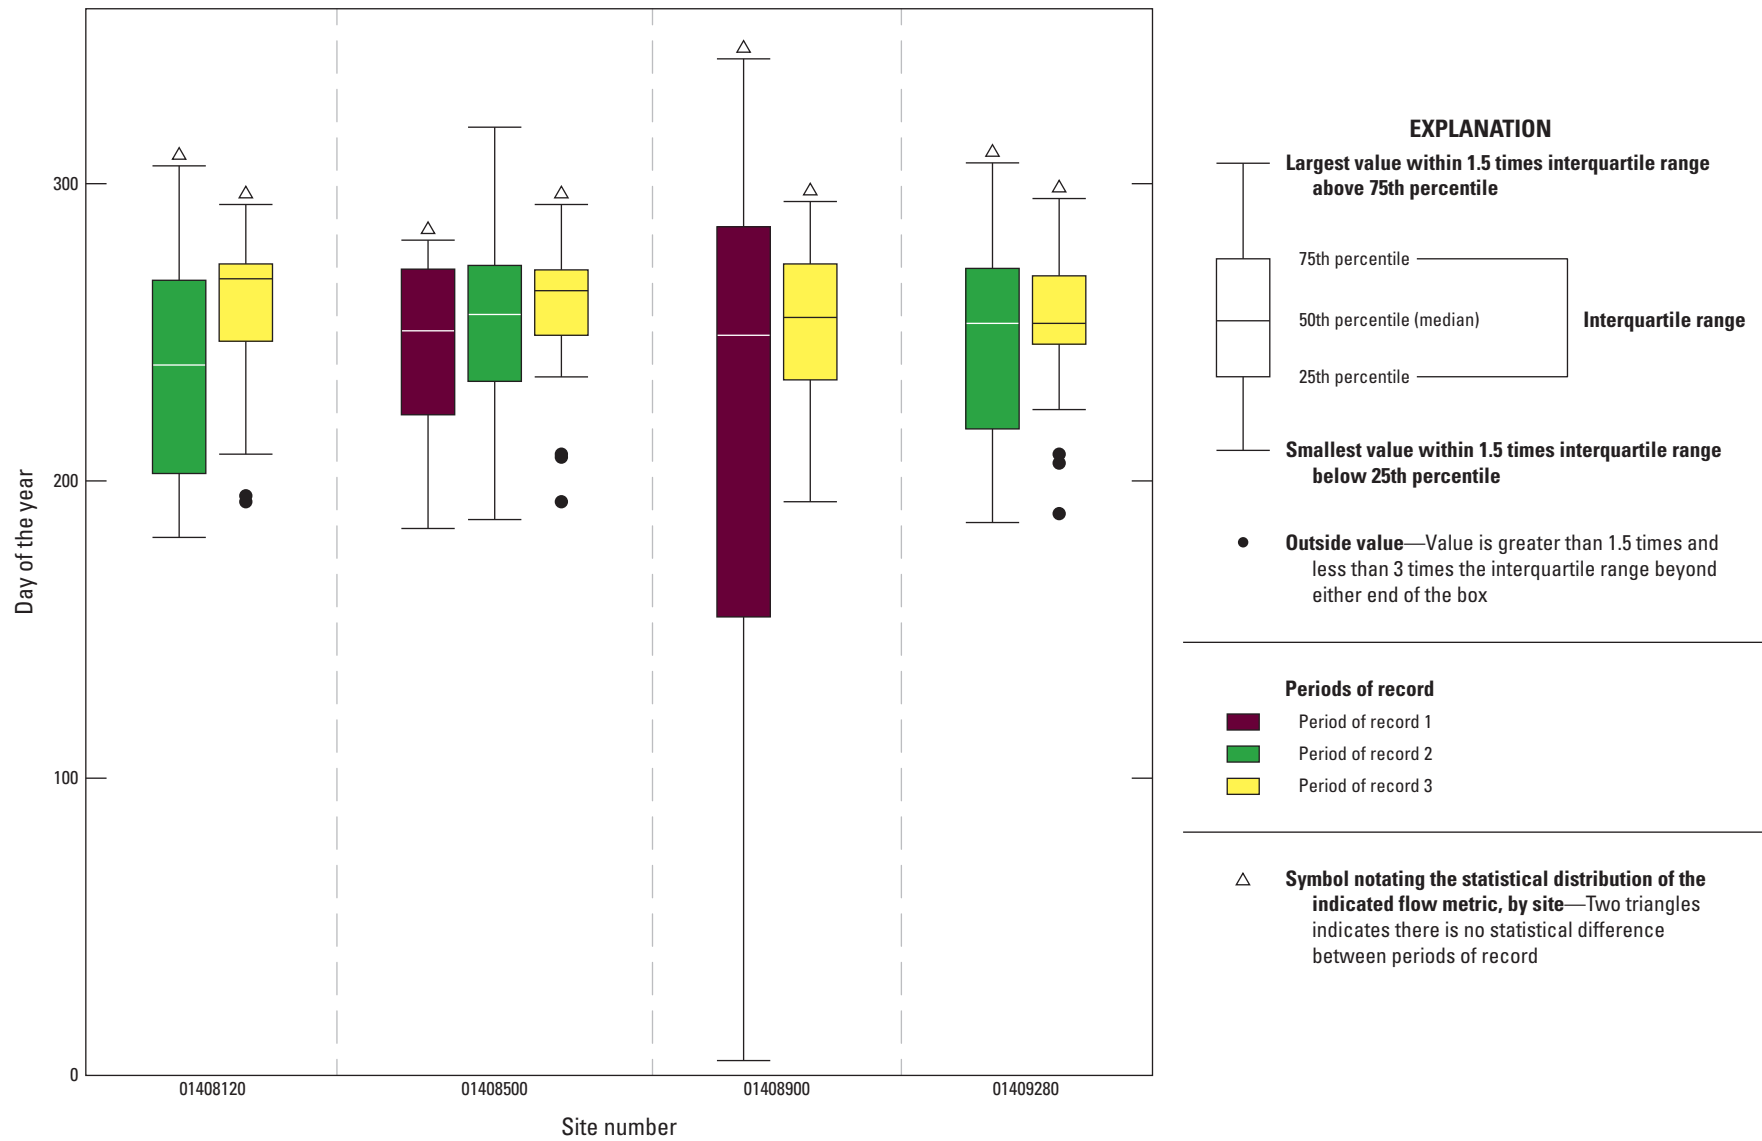 Day of the year
300
200
100
0
01408120
01408500
01408900
01409280
Site number
EXPLANATION
Largest value within 1.5 times interquartile range
above 75th percentile
75th percentile
50th percentile (median)
Interquartile range
25th percentile
Smallest value within 1.5 times interquartile range
below 25th percentile
Outside value—Value is greater than 1.5 times and
less than 3 times the interquartile range beyond
either end of the box
Periods of record
Period of record 1
Period of record 2
Period of record 3
Symbol notating the statistical distribution of the
indicated flow metric, by site—Two triangles
indicates there is no statistical difference
between periods of record